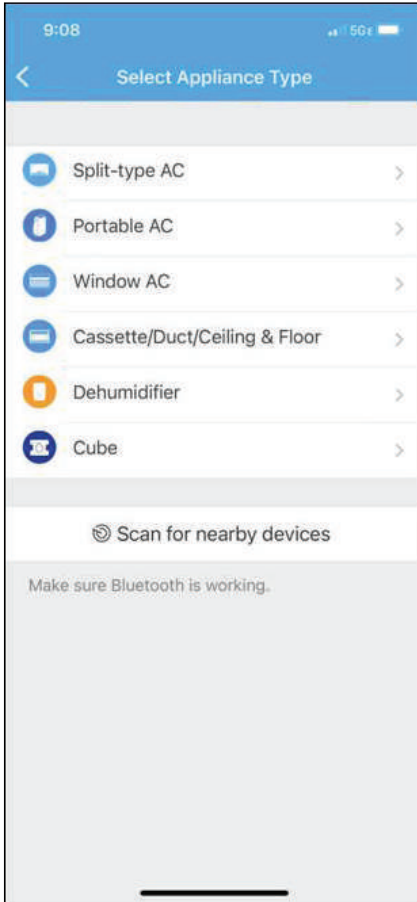 9:08
5GE
Select Appliance Type
Split-type AC
Portable AC
Window AC
Cassette/Duct/Ceiling & Floor
Dehumidifier
Cube
Scan for nearby devices
Make sure Bluetooth is working.